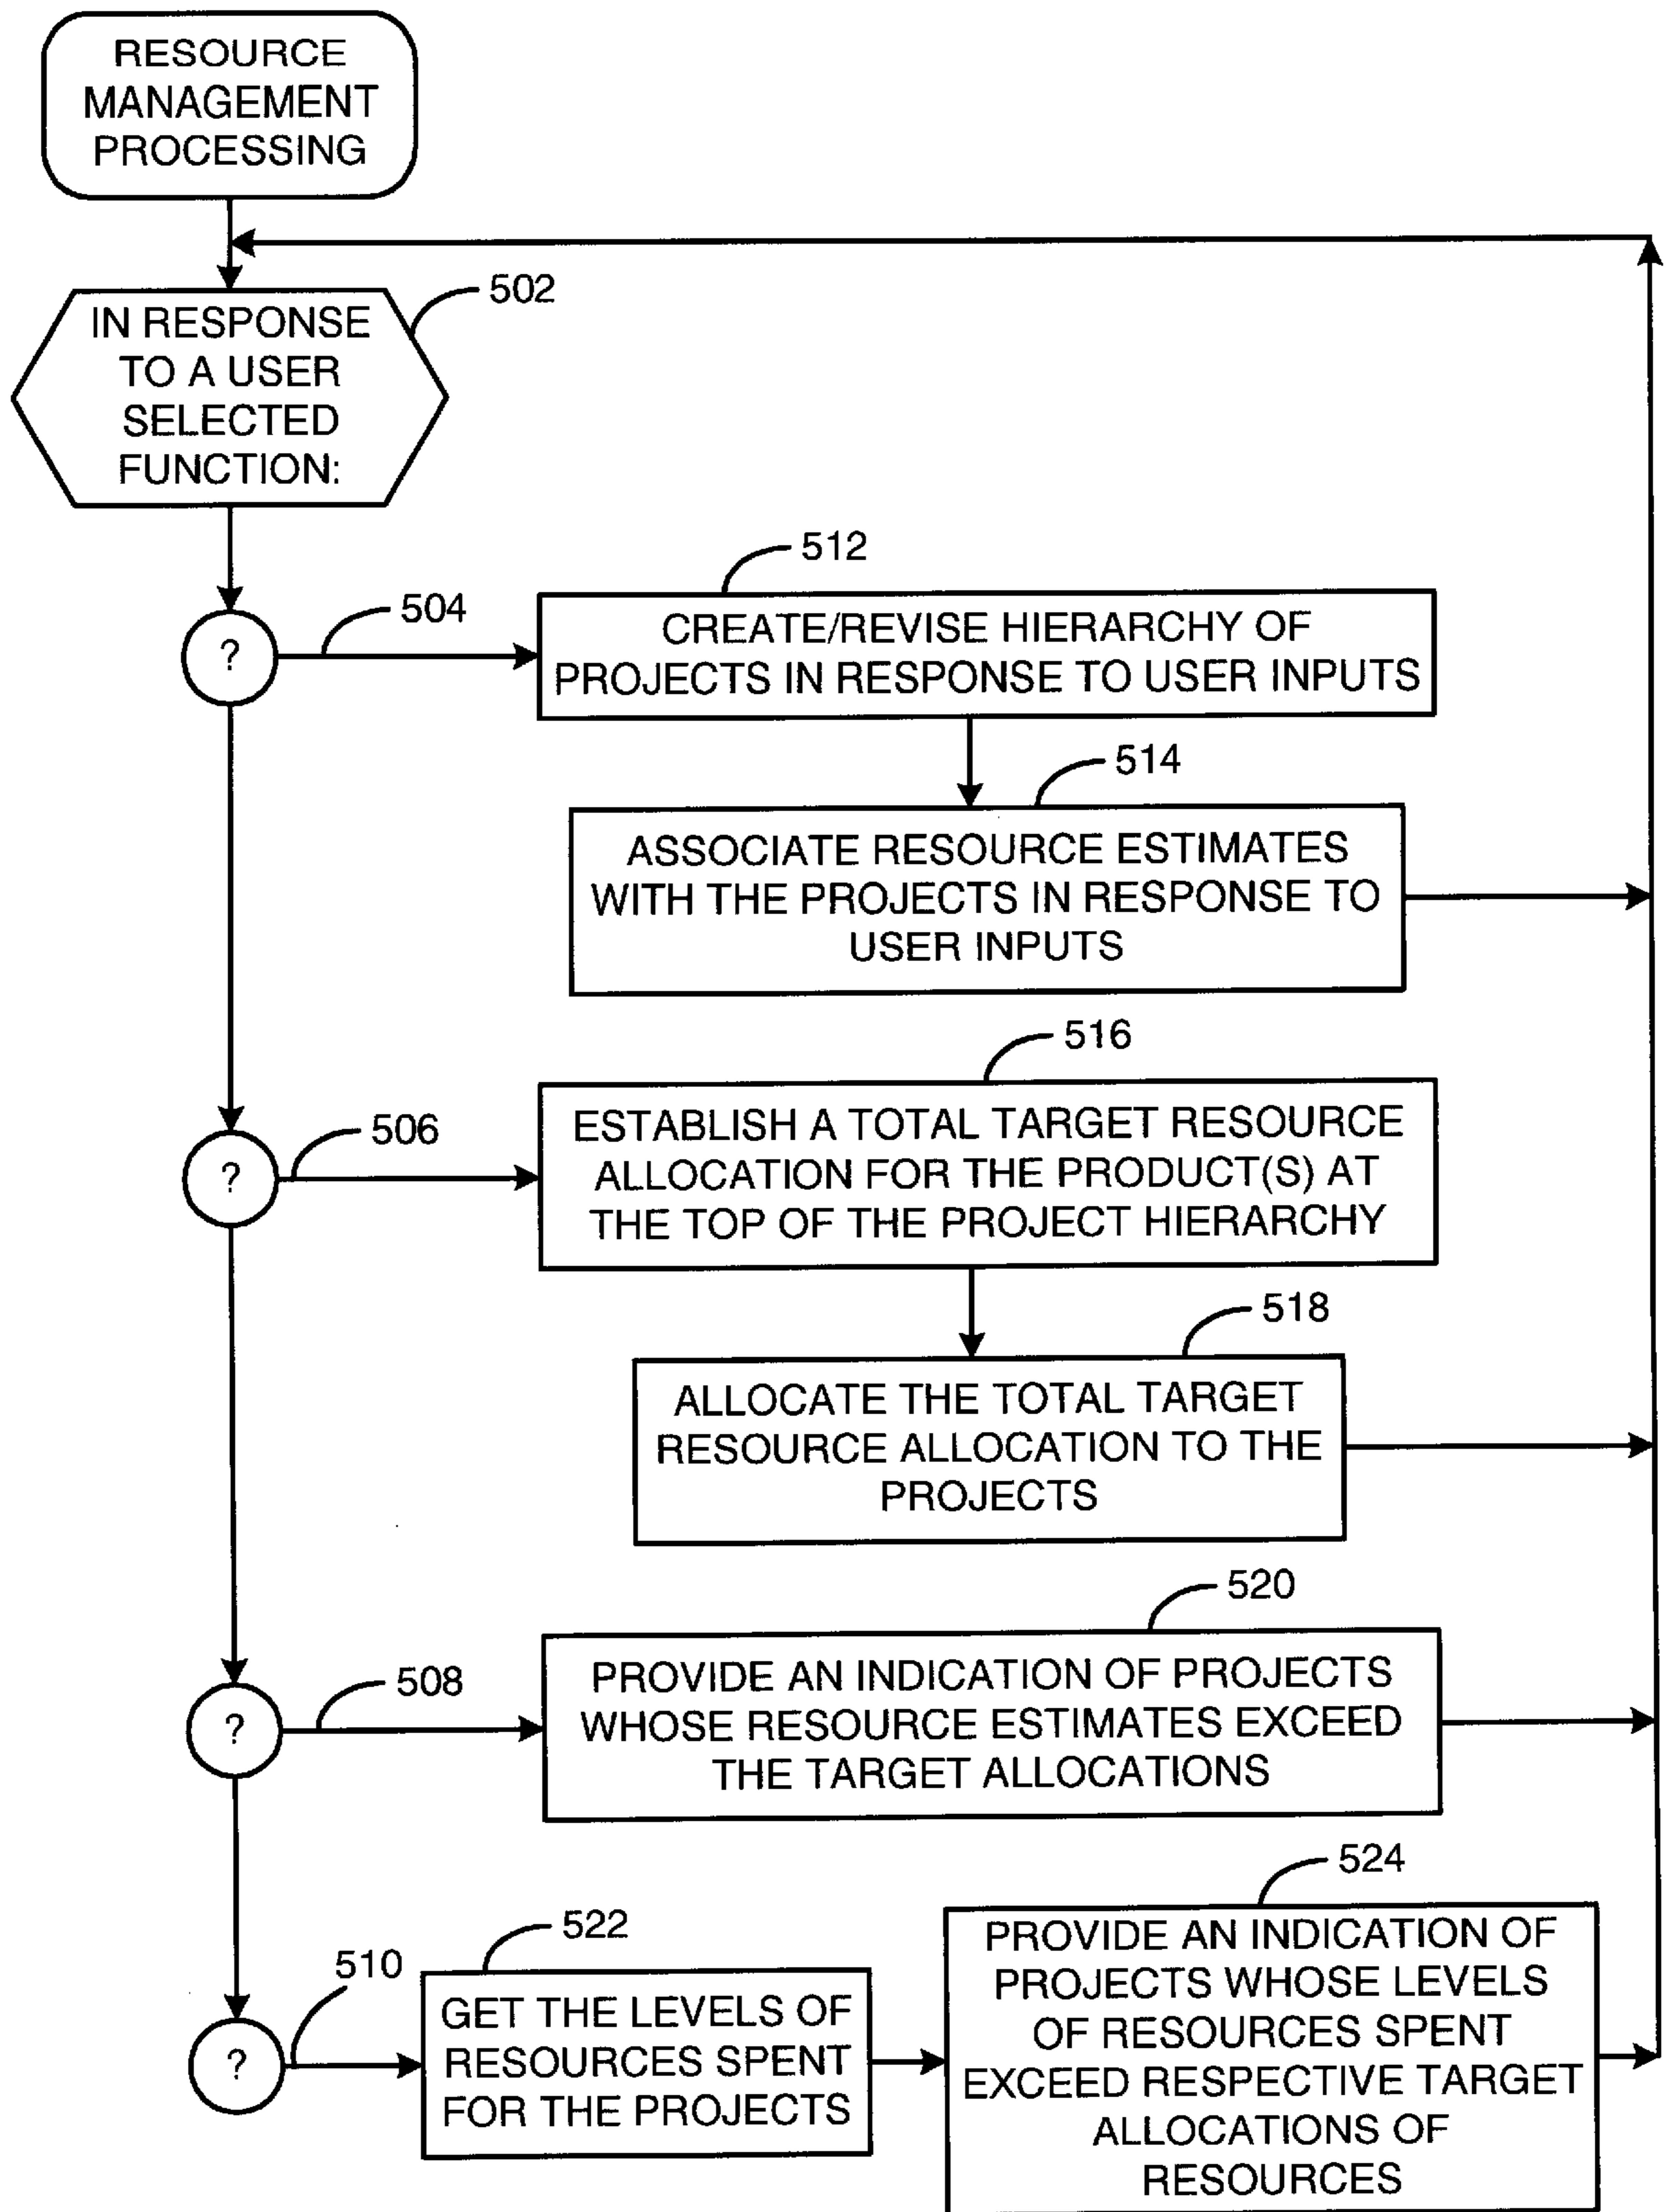 RESOURCE
MANAGEMENT
PROCESSING
502
IN RESPONSE
TO A USER
SELECTED
FUNCTION:
512
504
?
CREATE/REVISE HIERARCHY OF
PROJECTS IN RESPONSE TO USER INPUTS
514
ASSOCIATE RESOURCE ESTIMATES
WITH THE PROJECTS IN RESPONSE TO
USER INPUTS
516
506
?
ESTABLISH A TOTAL TARGET RESOURCE
ALLOCATION FOR THE PRODUCT(S) AT
THE TOP OF THE PROJECT HIERARCHY
518
ALLOCATE THE TOTAL TARGET
RESOURCE ALLOCATION TO THE
PROJECTS
520
508
?
PROVIDE AN INDICATION OF PROJECTS
WHOSE RESOURCE ESTIMATES EXCEED
THE TARGET ALLOCATIONS
510
?
522
GET THE LEVELS OF
RESOURCES SPENT
FOR THE PROJECTS
524
PROVIDE AN INDICATION OF
PROJECTS WHOSE LEVELS
OF RESOURCES SPENT
EXCEED RESPECTIVE TARGET
ALLOCATIONS OF
RESOURCES